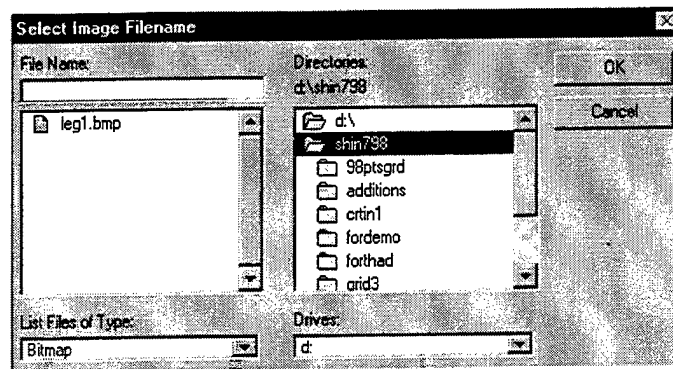 Select Image Filename
File Name:
leg1.bmp
List Files of Type:
Bitmap
Directories:
d:\shin798
d:\
shin798
98ptsgrd
additions
crtin1
fordemo
forthad
grid3
Drives:
d:
OK
Cancel